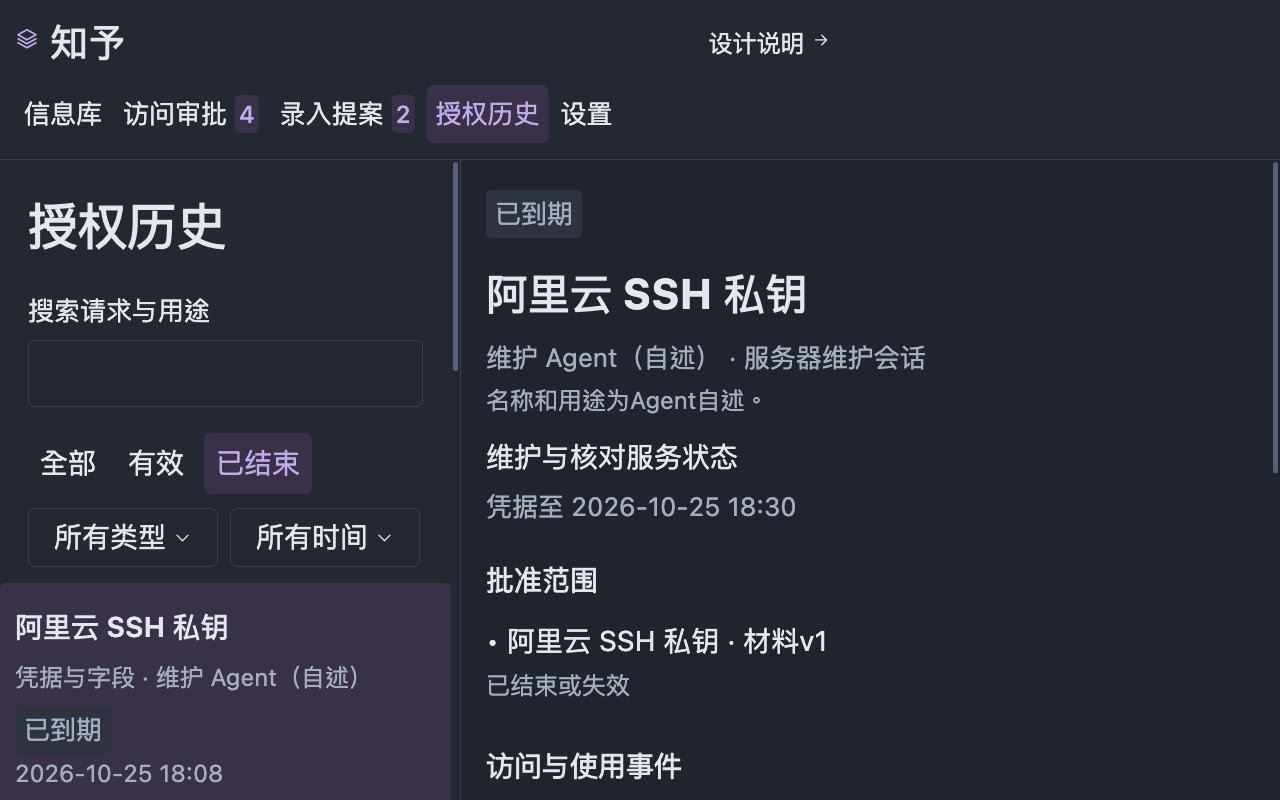 知予
设计说明 →
信息库 访问审批 4 录入提案 2 授权历史 设置
授权历史
搜索请求与用途
全部 有效 已结束
所有类型 所有时间
阿里云 SSH 私钥
凭据与字段 · 维护 Agent（自述）
已到期
2026-10-25 18:08
已到期
阿里云 SSH 私钥
维护 Agent（自述） · 服务器维护会话
名称和用途为Agent自述。
维护与核对服务状态
凭据至 2026-10-25 18:30
批准范围
• 阿里云 SSH 私钥 · 材料v1
已结束或失效
访问与使用事件